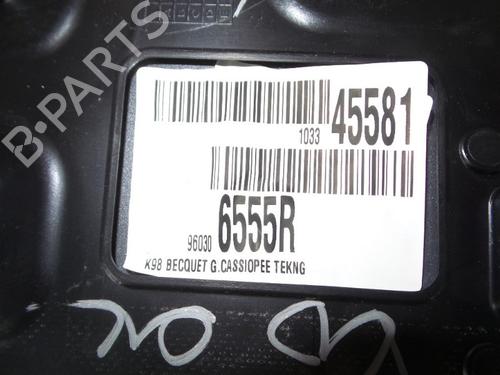 B-PARTS
1033 45581
96030 6555R
K98 BECQUET G.CASSIOPEE TEKNG